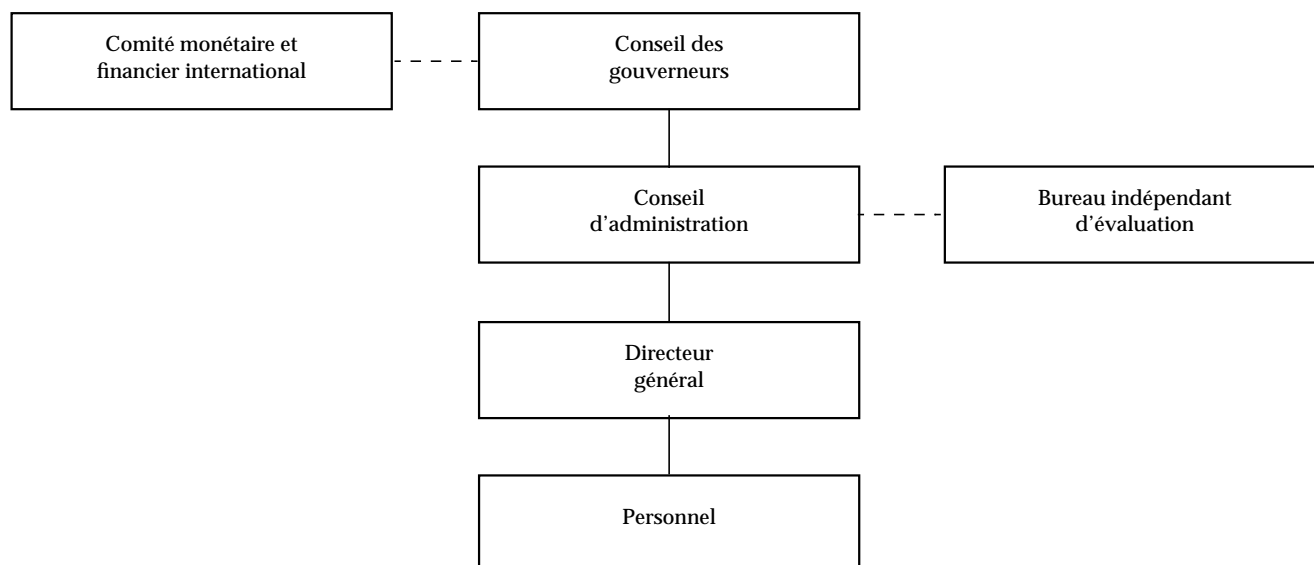 Comité monétaire et
financier international
Conseil des
gouverneurs
Conseil
d’administration
Bureau indépendant
d’évaluation
Directeur
général
Personnel